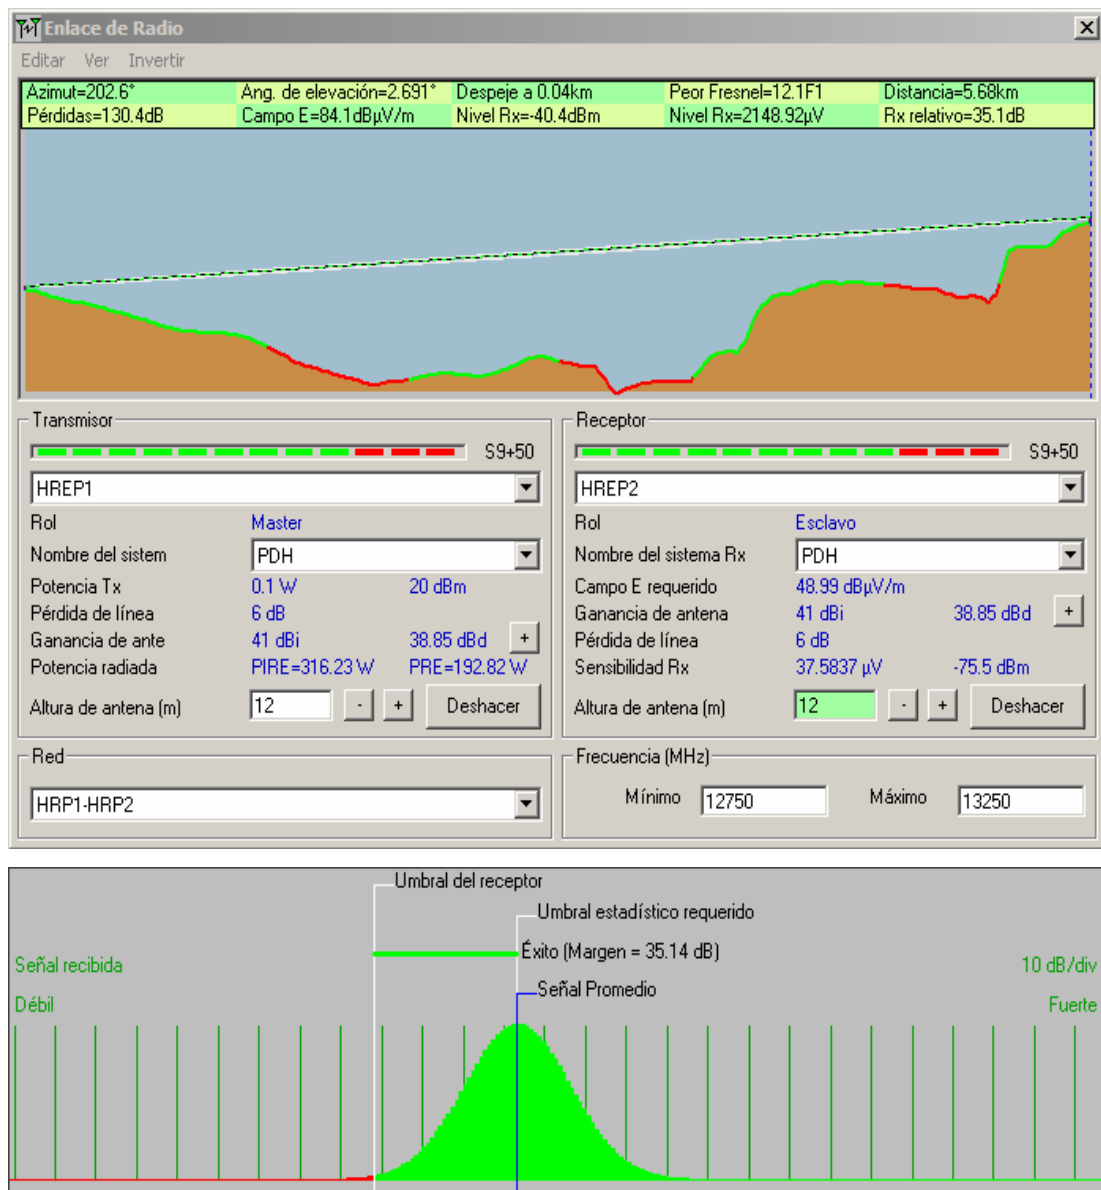 Enlace de Radio
Editar Ver Invertir
Azimut=202.6° Ang. de elevación=2.691° Despeje a 0.04km Peor Fresnel=12.1F1 Distancia=5.68km
Pérdidas=130.4dB Campo E=84.1dBµV/m Nivel Rx=-40.4dBm Nivel Rx=2148.92µV Rx relativo=35.1dB
Transmisor
S9+50
HREP1
Rol Master
Nombre del sistem PDH
Potencia Tx 0.1 W 20 dBm
Pérdida de línea 6 dB
Ganancia de ante 41 dBi 38.85 dBd +
Potencia radiada PIRE=316.23 W PRE=192.82 W
Altura de antena (m) 12 - + Deshacer
Receptor
S9+50
HREP2
Rol Esclavo
Nombre del sistema Rx PDH
Campo E requerido 48.99 dBµV/m
Ganancia de antena 41 dBi 38.85 dBd +
Pérdida de línea 6 dB
Sensibilidad Rx 37.5837 µV -75.5 dBm
Altura de antena (m) 12 - + Deshacer
Red
HRP1-HRP2
Frecuencia (MHz)
Mínimo 12750 Máximo 13250
Umbral del receptor
Umbral estadístico requerido
Éxito (Margen = 35.14 dB)
Señal recibida 10 dB/div
Señal Promedio
Débil Fuerte